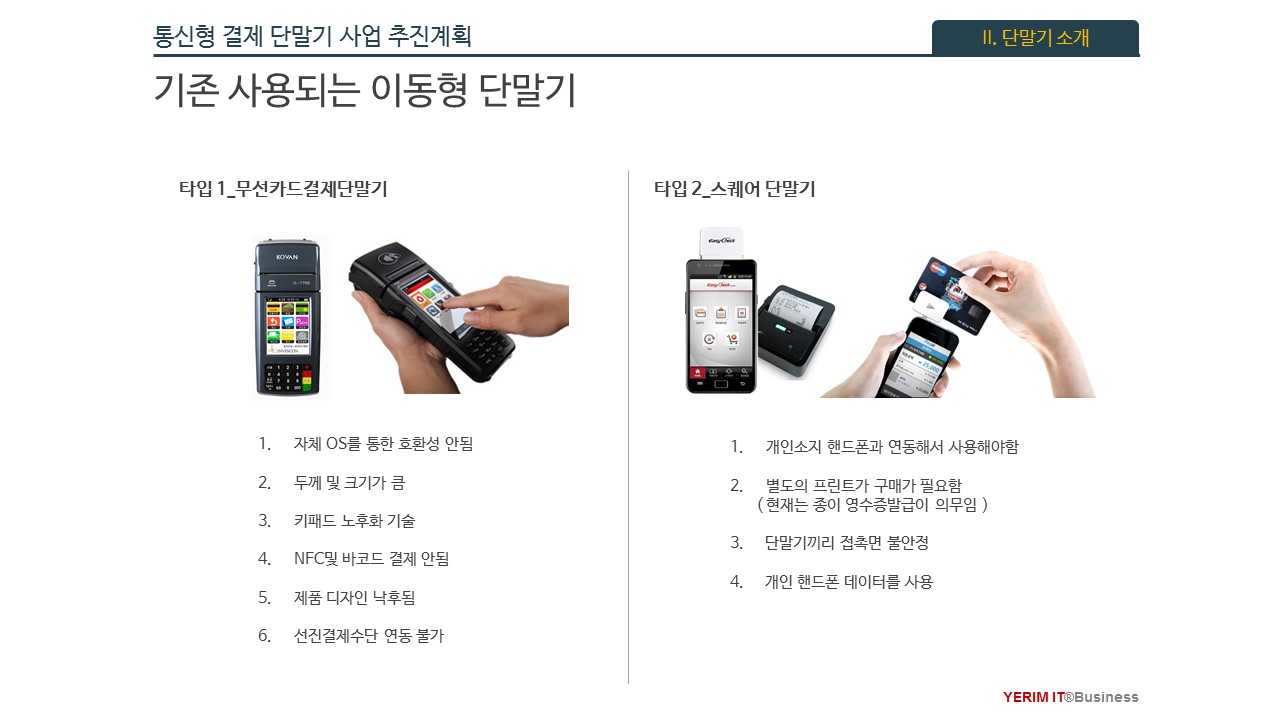 통신형 결제 단말기 사업 추진계획
II. 단말기 소개
기존 사용되는 이동형 단말기
타입 1_무선카드결제단말기
KOVAN
1. 자체 OS를 통한 호환성 안됨
2. 두께 및 크기가 큼
3. 키패드 노후화 기술
4. NFC및 바코드 결제 안됨
5. 제품 디자인 낙후됨
6. 선진결제수단 연동 불가
타입 2_스퀘어 단말기
EasyCheck
EasyCheck
25,000
1. 개인소지 핸드폰과 연동해서 사용해야함
2. 별도의 프린트가 구매가 필요함
( 현재는 종이 영수증발급이 의무임 )
3. 단말기끼리 접촉면 불안정
4. 개인 핸드폰 데이터를 사용
YERIM IT®Business